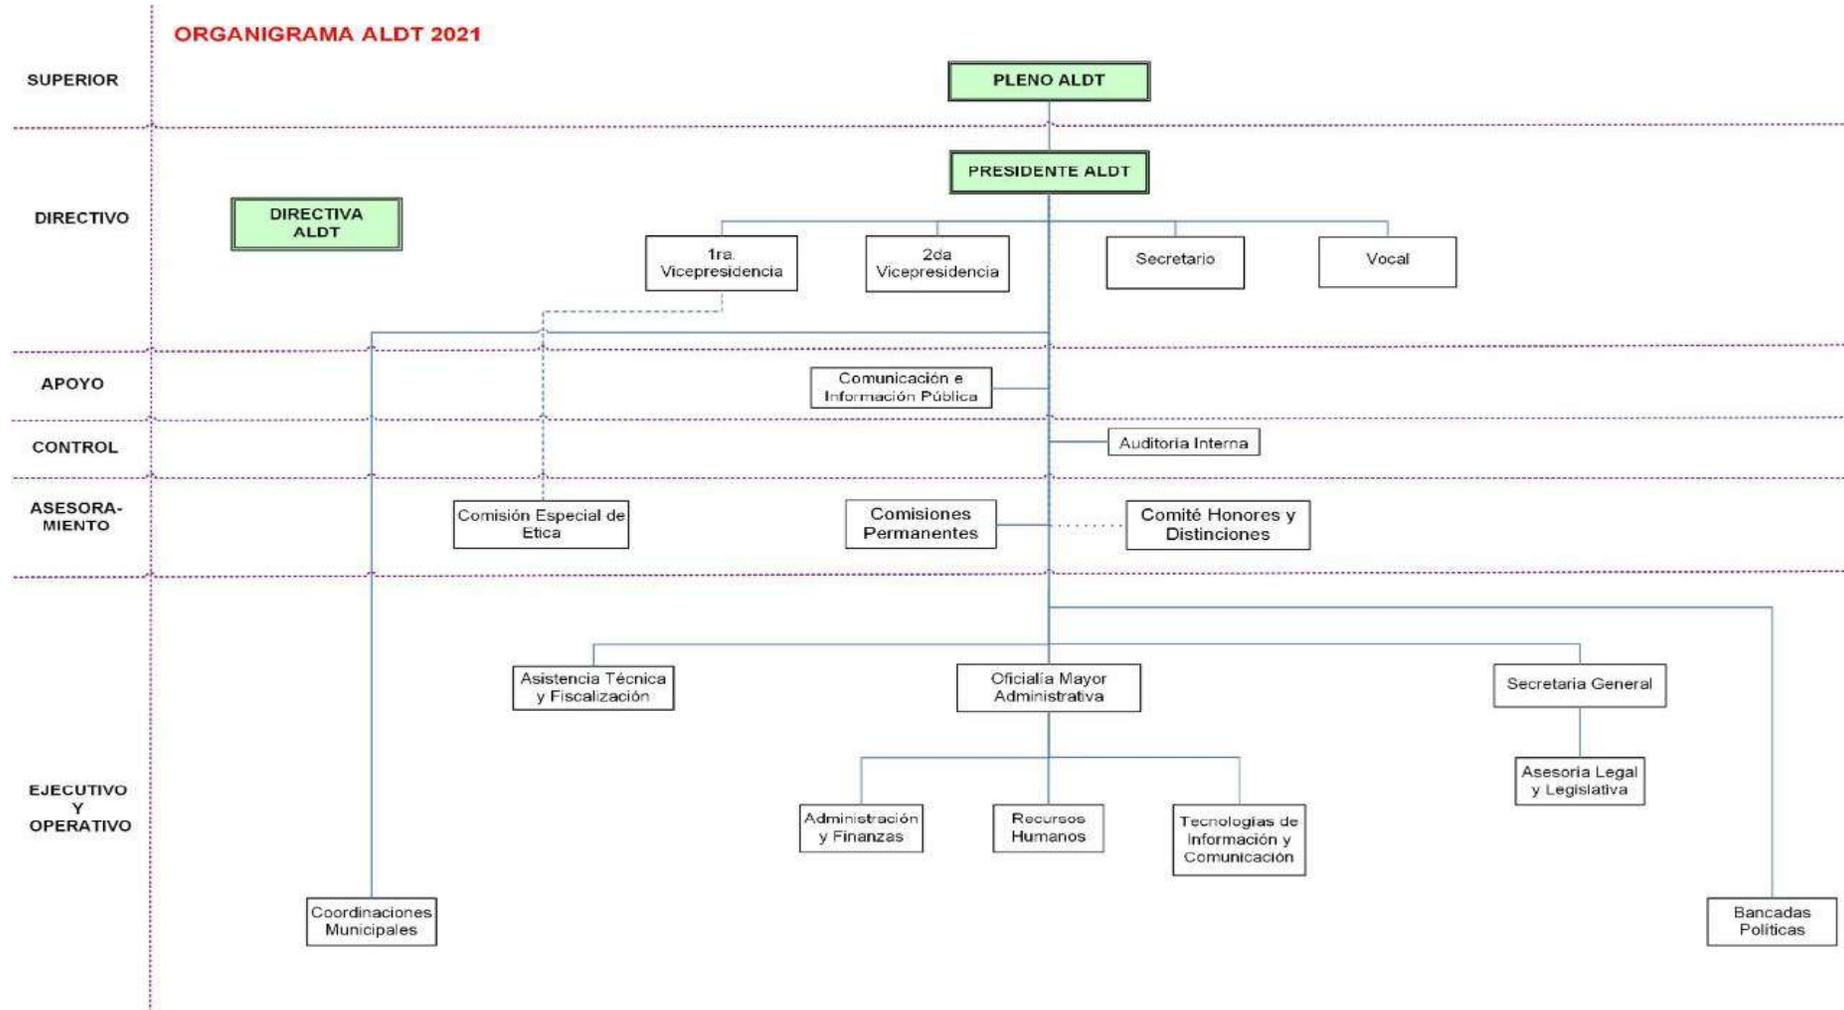 ORGANIGRAMA ALDT 2021
SUPERIOR
PLENO ALDT
DIRECTIVO
PRESIDENTE ALDT
DIRECTIVA
ALDT
1ra.
Vicepresidencia
2da
Vicepresidencia
Secretario
Vocal
APOYO
Comunicación e
Información Pública
CONTROL
Auditoria Interna
ASESORA-
MIENTO
Comisión Especial de
Etica
Comisiones
Permanentes
Comité Honores y
Distinciones
EJECUTIVO
Y
OPERATIVO
Asistencia Técnica
y Fiscalización
Oficialía Mayor
Administrativa
Secretaria General
Asesoria Legal
y Legislativa
Administración
y Finanzas
Recursos
Humanos
Tecnologías de
Información y
Comunicación
Coordinaciones
Municipales
Bancadas
Políticas